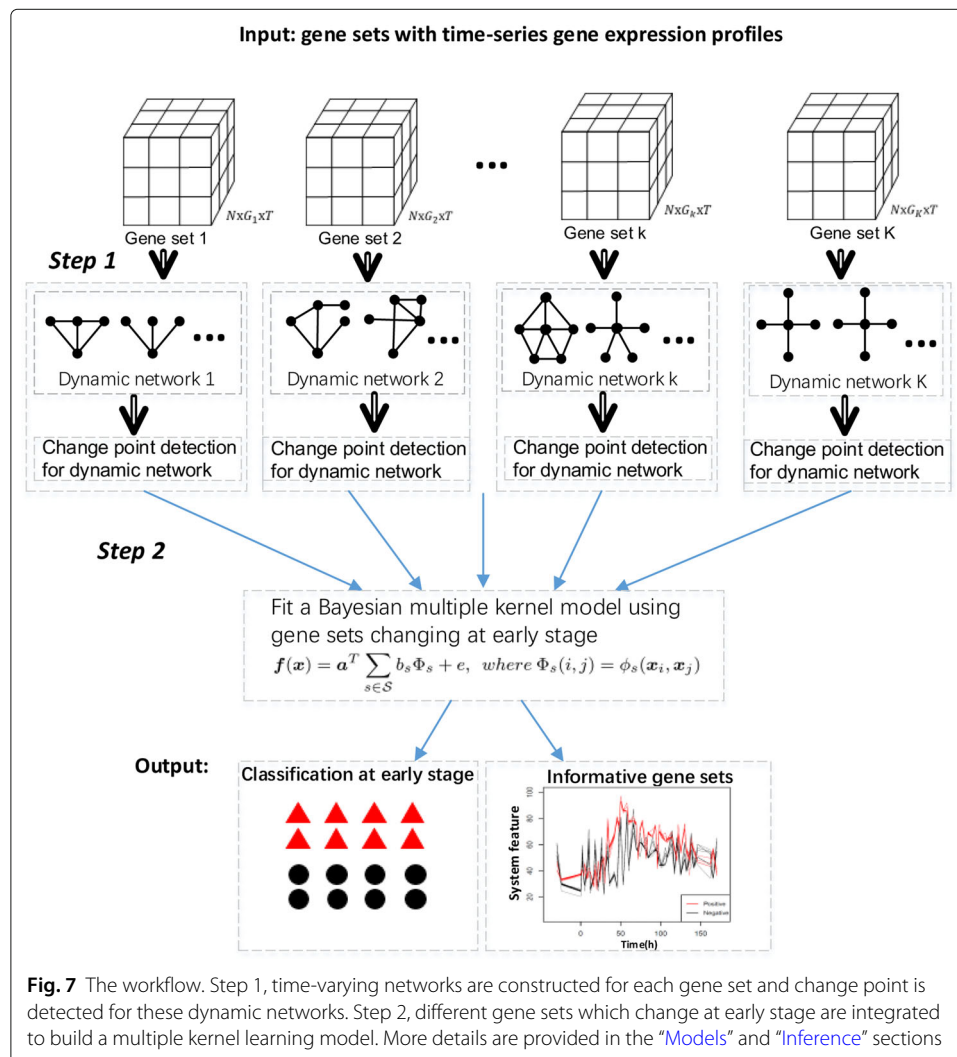 Input: gene sets with time-series gene expression profiles
NxG₁xT
NxG₂xT
...
NxGₖxT
NxG_KxT
Gene set 1
Gene set 2
Gene set k
Gene set K
Step 1
...
...
...
...
Dynamic network 1
Dynamic network 2
Dynamic network k
Dynamic network K
Change point detection
for dynamic network
Change point detection
for dynamic network
Change point detection
for dynamic network
Change point detection
for dynamic network
Step 2
Fit a Bayesian multiple kernel model using
gene sets changing at early stage
f(x) = a^T ∑_{s∈S} b_sΦ_s + e, where Φ_s(i, j) = ϕ_s(x_i, x_j)
Output:
Classification at early stage
Informative gene sets
System feature
100
80
60
40
20
0
50
100
150
Time(h)
Positive
Negative
Fig. 7 The workflow. Step 1, time-varying networks are constructed for each gene set and change point is
detected for these dynamic networks. Step 2, different gene sets which change at early stage are integrated
to build a multiple kernel learning model. More details are provided in the “Models” and “Inference” sections